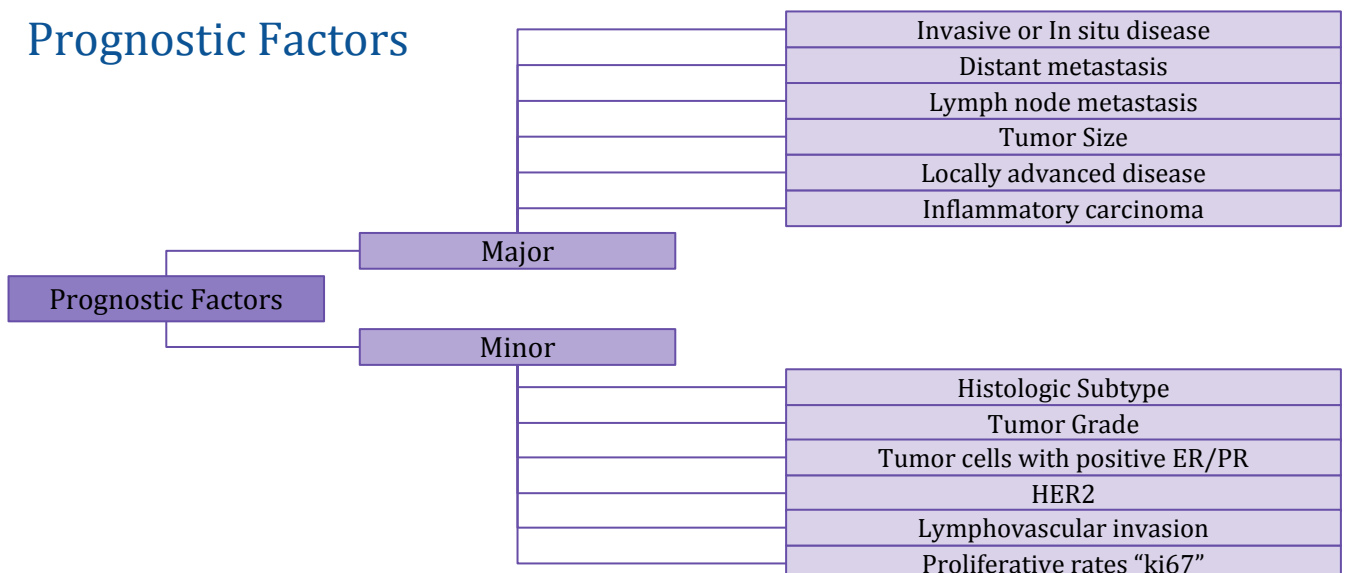 Prognostic Factors
Invasive or In situ disease
Distant metastasis
Lymph node metastasis
Tumor Size
Locally advanced disease
Inflammatory carcinoma
Major
Prognostic Factors
Minor
Histologic Subtype
Tumor Grade
Tumor cells with positive ER/PR
HER2
Lymphovascular invasion
Proliferative rates “ki67”